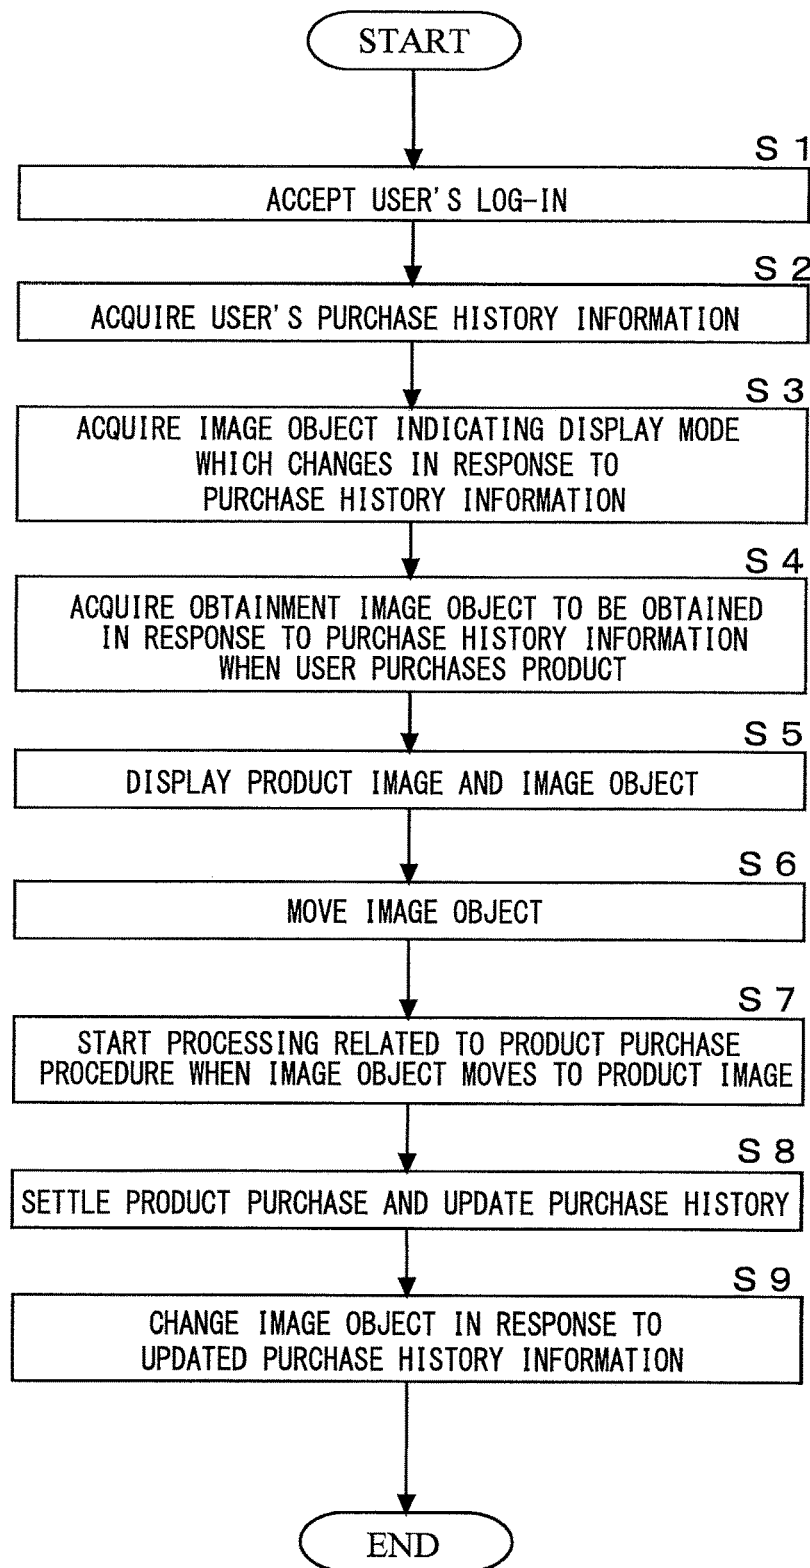 START
S 1
ACCEPT USER'S LOG-IN
S 2
ACQUIRE USER'S PURCHASE HISTORY INFORMATION
S 3
ACQUIRE IMAGE OBJECT INDICATING DISPLAY MODE
WHICH CHANGES IN RESPONSE TO
PURCHASE HISTORY INFORMATION
S 4
ACQUIRE OBTAINMENT IMAGE OBJECT TO BE OBTAINED
IN RESPONSE TO PURCHASE HISTORY INFORMATION
WHEN USER PURCHASES PRODUCT
S 5
DISPLAY PRODUCT IMAGE AND IMAGE OBJECT
S 6
MOVE IMAGE OBJECT
S 7
START PROCESSING RELATED TO PRODUCT PURCHASE
PROCEDURE WHEN IMAGE OBJECT MOVES TO PRODUCT IMAGE
S 8
SETTLE PRODUCT PURCHASE AND UPDATE PURCHASE HISTORY
S 9
CHANGE IMAGE OBJECT IN RESPONSE TO
UPDATED PURCHASE HISTORY INFORMATION
END